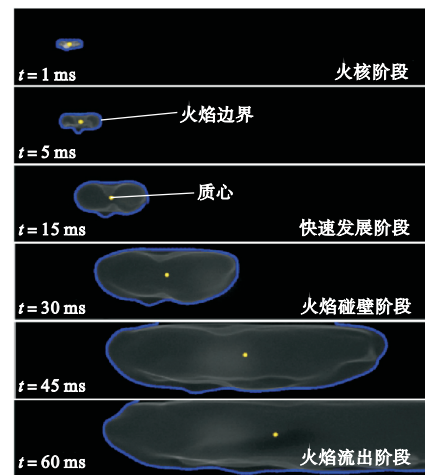 t = 1 ms
火核阶段
火焰边界
t = 5 ms
质心
t = 15 ms
快速发展阶段
t = 30 ms
火焰碰壁阶段
t = 45 ms
t = 60 ms
火焰流出阶段